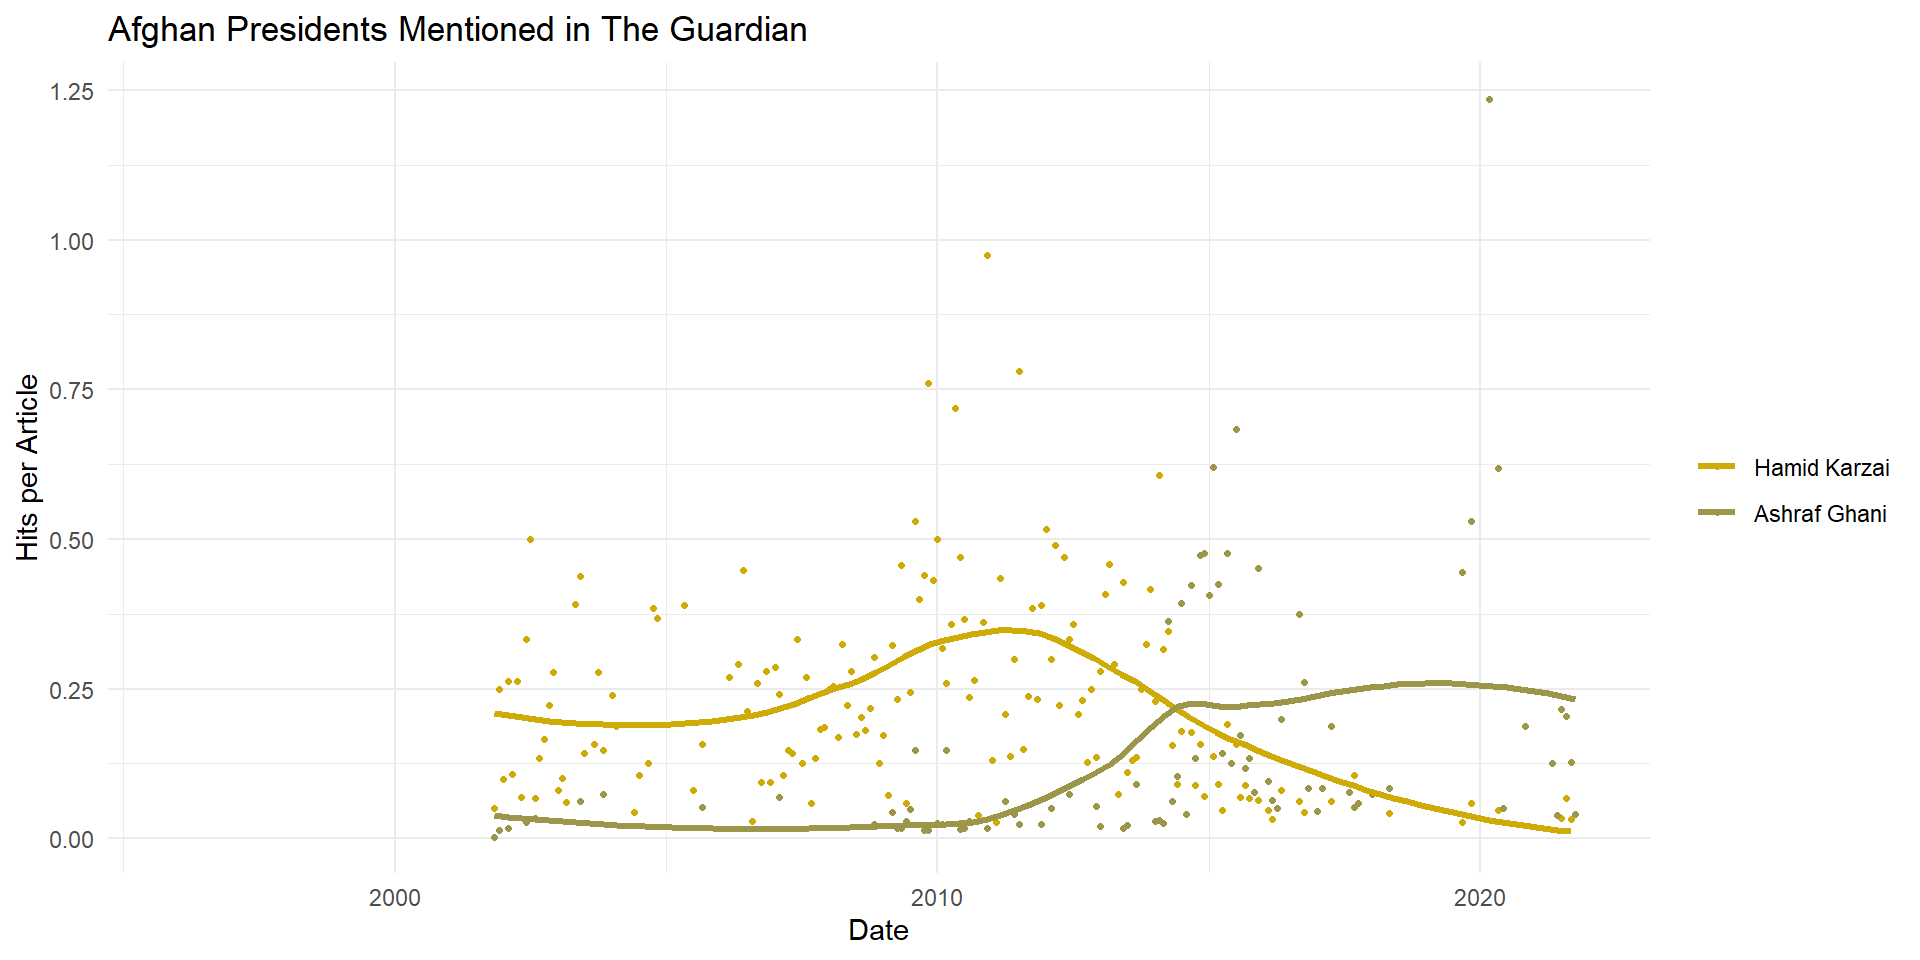 Afghan Presidents Mentioned in The Guardian
1.25
1.00
0.75
0.50
0.25
0.00
Hits per Article
2000
2010
2020
Date
Hamid Karzai
Ashraf Ghani